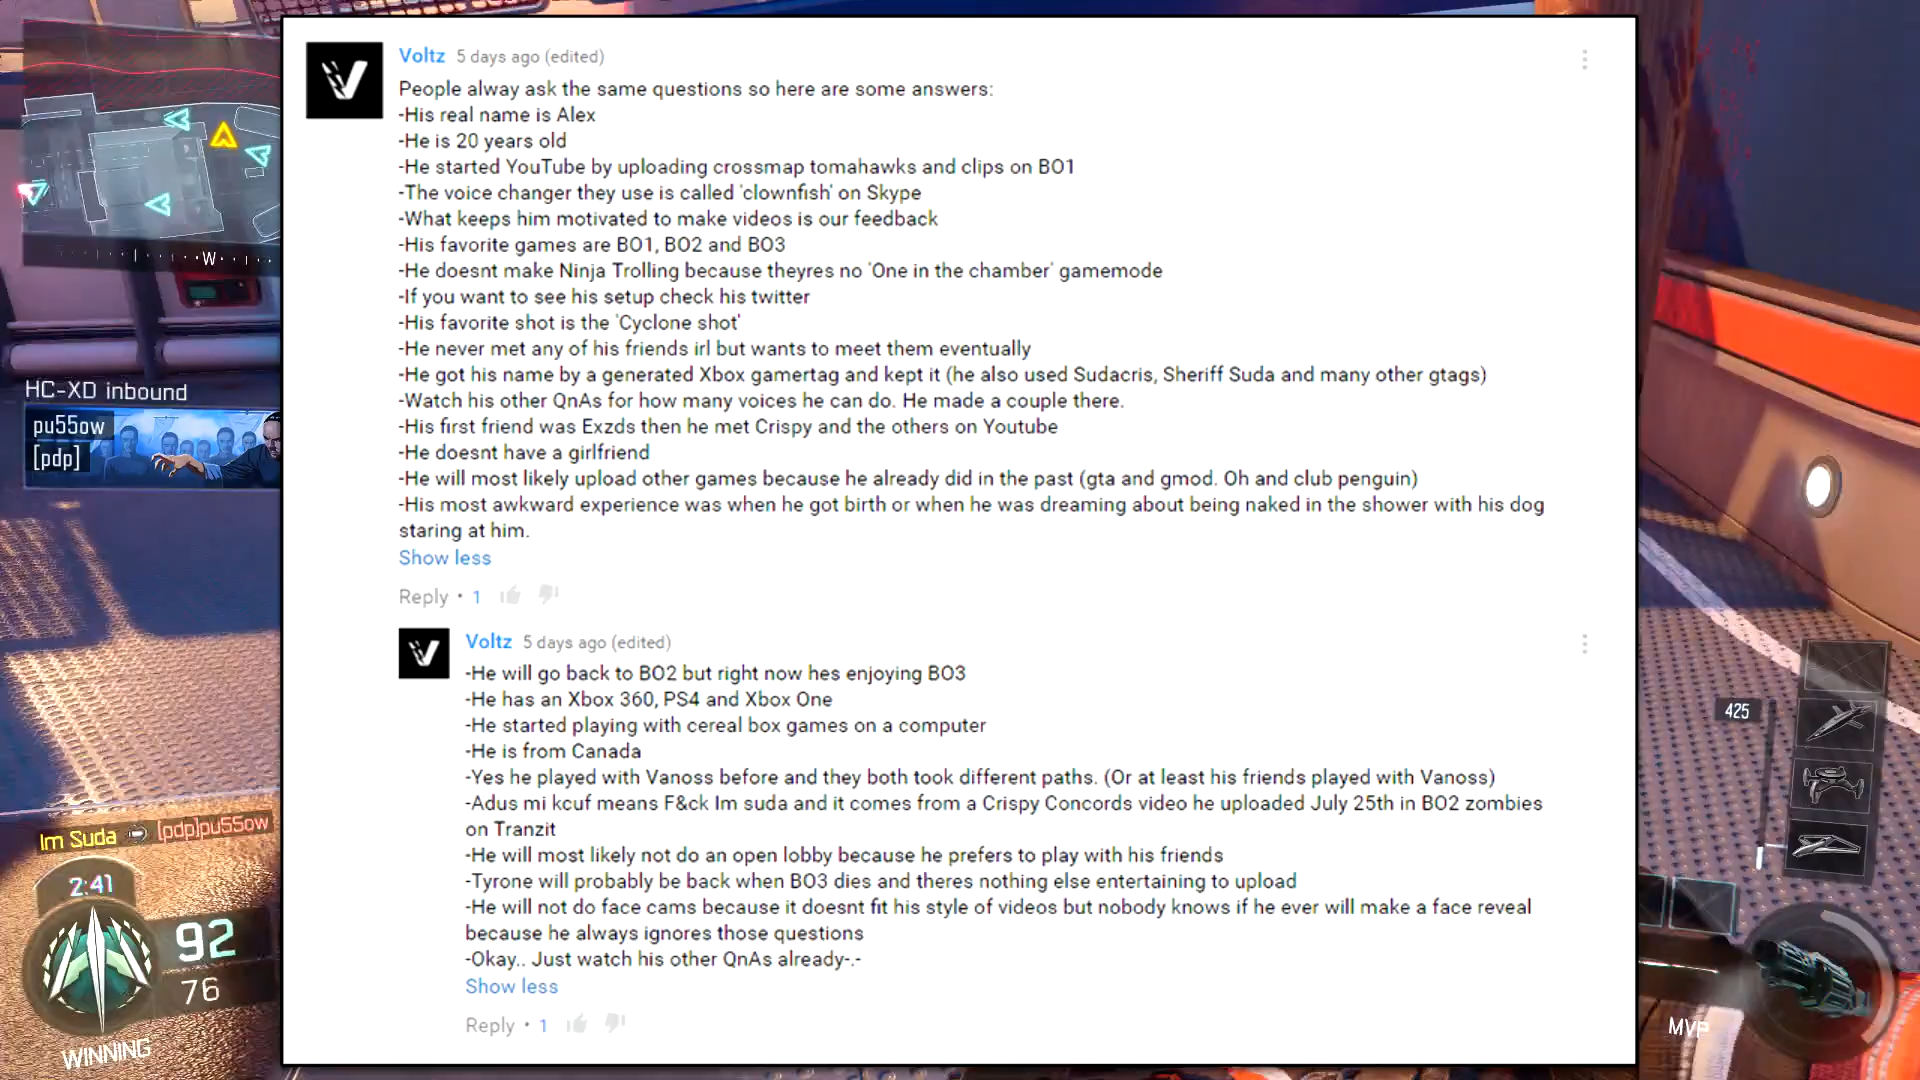 Voltz 5 days ago (edited)
People alway ask the same questions so here are some answers:
-His real name is Alex
-He is 20 years old
-He started YouTube by uploading crossmap tomahawks and clips on BO1
-The voice changer they use is called 'clownfish' on Skype
-What keeps him motivated to make videos is our feedback
-His favorite games are BO1, BO2 and BO3
-He doesnt make Ninja Trolling because theyres no 'One in the chamber' gamemode
-If you want to see his setup check his twitter
-His favorite shot is the 'Cyclone shot'
-He never met any of his friends irl but wants to meet them eventually
-He got his name by a generated Xbox gamertag and kept it (he also used Sudacris, Sheriff Suda and many other gtags)
-Watch his other QnAs for how many voices he can do. He made a couple there.
-His first friend was Exzds then he met Crispy and the others on Youtube
-He doesnt have a girlfriend
-He will most likely upload other games because he already did in the past (gta and gmod. Oh and club penguin)
-His most awkward experience was when he got birth or when he was dreaming about being naked in the shower with his dog
staring at him.
Show less
Reply • 1
Voltz 5 days ago (edited)
-He will go back to BO2 but right now hes enjoying BO3
-He has an Xbox 360, PS4 and Xbox One
-He started playing with cereal box games on a computer
-He is from Canada
-Yes he played with Vanoss before and they both took different paths. (Or at least his friends played with Vanoss)
-Adus mi kcuf means F&ck Im suda and it comes from a Crispy Concords video he uploaded July 25th in BO2 zombies
on Tranzit
-He will most likely not do an open lobby because he prefers to play with his friends
-Tyrone will probably be back when BO3 dies and theres nothing else entertaining to upload
-He will not do face cams because it doesnt fit his style of videos but nobody knows if he ever will make a face reveal
because he always ignores those questions
-Okay.. Just watch his other QnAs already-.-
Show less
Reply • 1
W
HC-XD inbound
pu55ow
[pdp]
Im Suda [pdp]pu55ow
2:41
92
76
WINNING
425
MVP